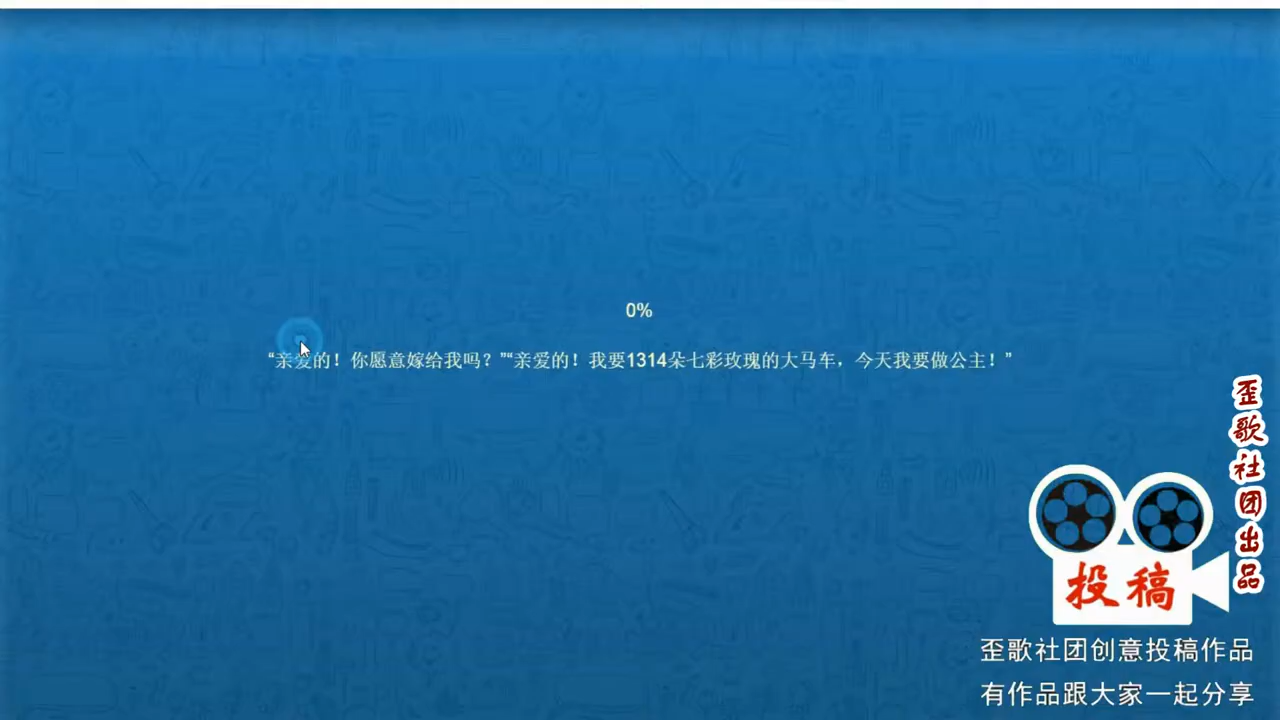 0%
“亲爱的！你愿意嫁给我吗？”“亲爱的！我要1314朵七彩玫瑰的大马车，今天我要做公主！”
歪歌社团出品
投稿
歪歌社团创意投稿作品
有作品跟大家一起分享